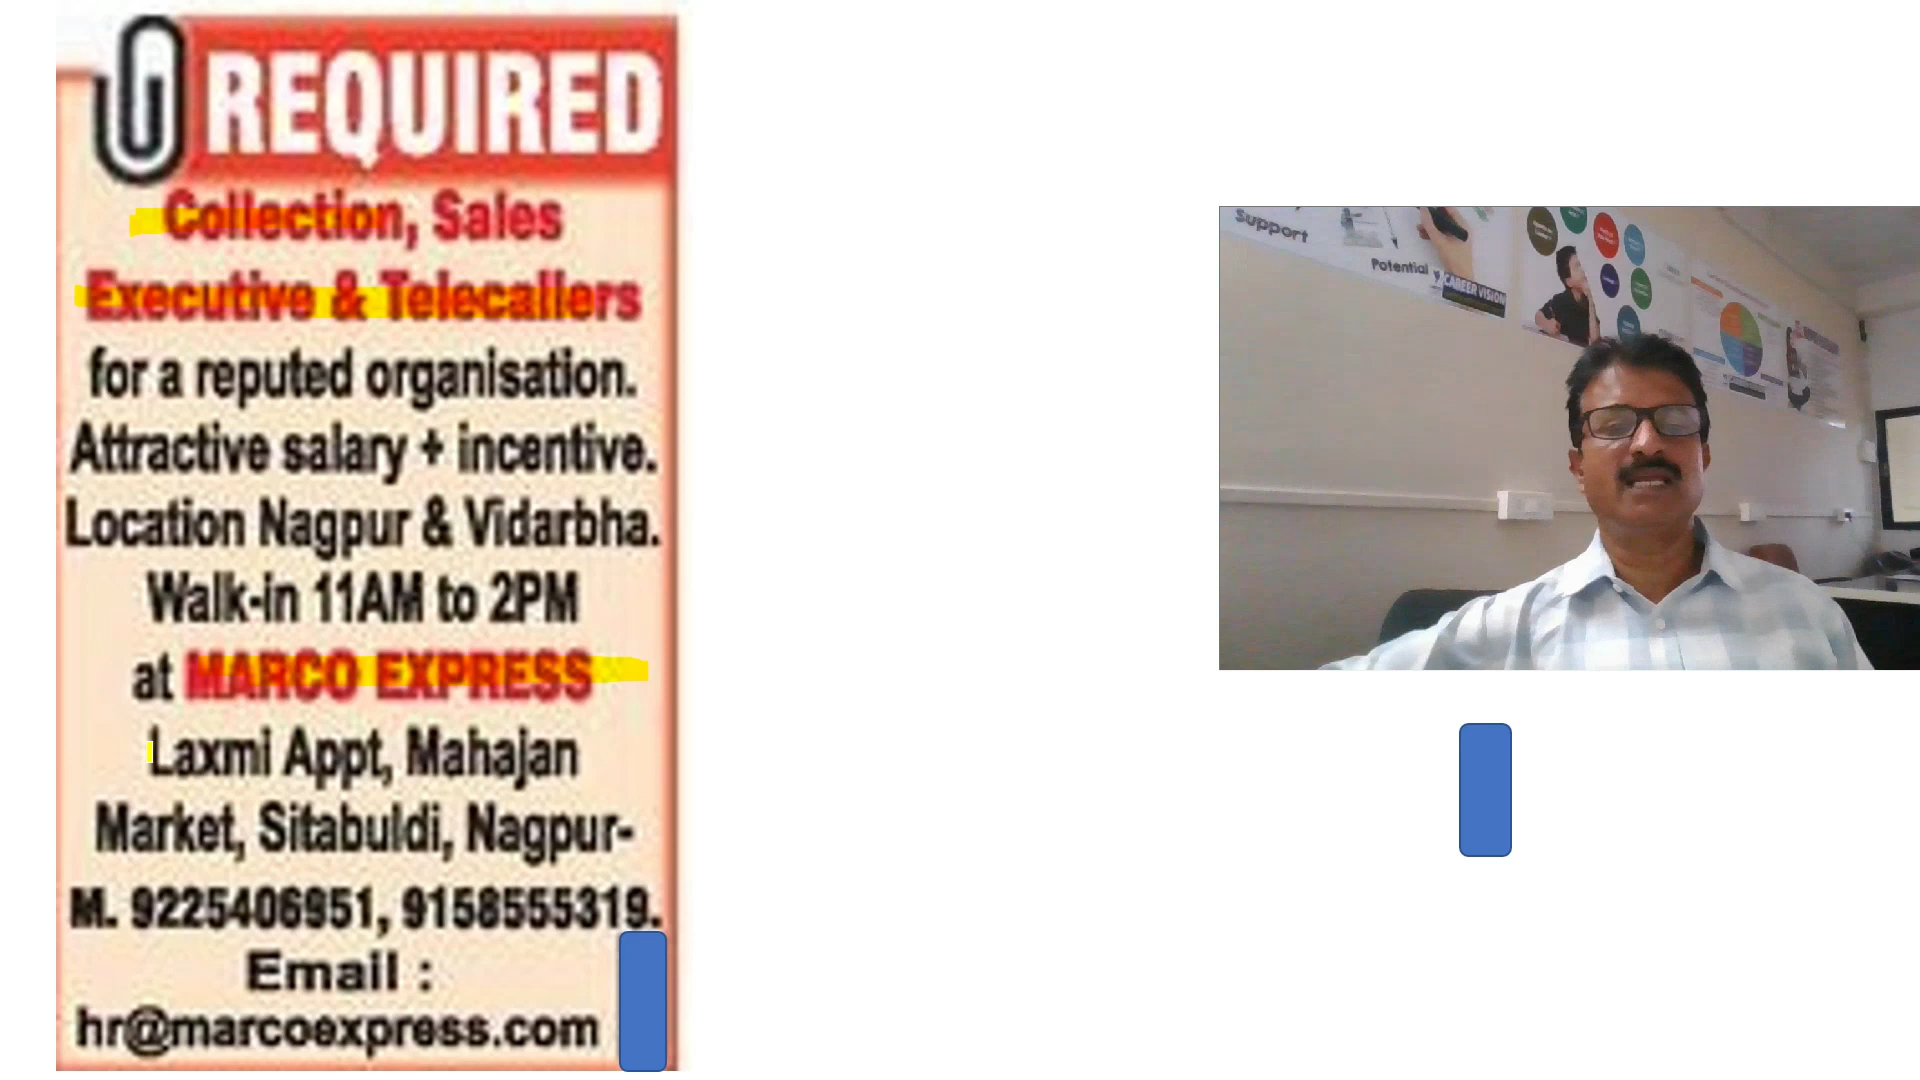 REQUIRED
Collection, Sales
Executive & Telecallers
for a reputed organisation.
Attractive salary + incentive.
Location Nagpur & Vidarbha.
Walk-in 11AM to 2PM
at MARCO EXPRESS
Laxmi Appt, Mahajan
Market, Sitabuldi, Nagpur-
M. 9225406951, 9158555319.
Email :
hr@marcoexpress.com
Support
Potential
CAREER VISION